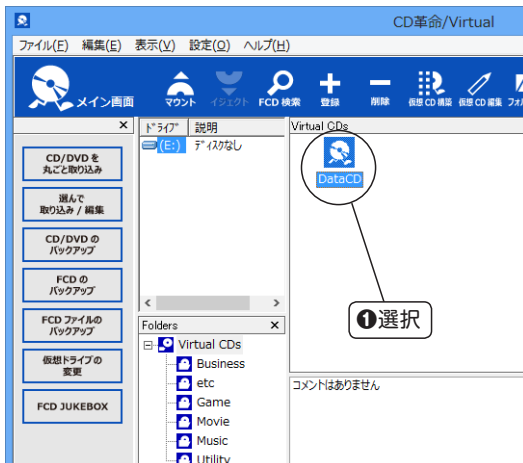 CD革命/Virtual
ファイル(F) 編集(E) 表示(V) 設定(O) ヘルプ(H)
メイン画面
マウント
イジェクト
FCD 検索
登録
削除
仮想 CD 構築
仮想 CD 編集
ドライブ
説明
(E:)
ディスクなし
CD/DVD を
丸ごと取り込み
選んで
取り込み / 編集
CD/DVD の
バックアップ
FCD の
バックアップ
FCD ファイルの
バックアップ
仮想ドライブの
変更
FCD JUKEBOX
Folders
Virtual CDs
Business
etc
Game
Movie
Music
Utility
Virtual CDs
DataCD
❶選択
コメントはありません